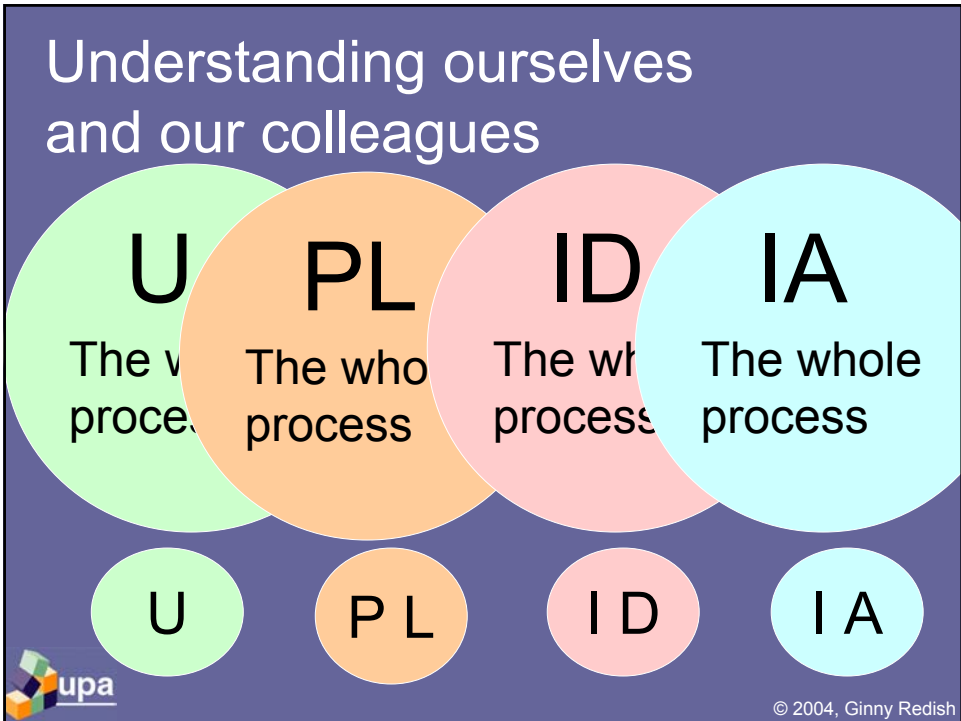 Understanding ourselves
and our colleagues
U
The w
proces
PL
The who
process
ID
The wh
process
IA
The whole
process
U
P L
I D
I A
upa
© 2004, Ginny Redish